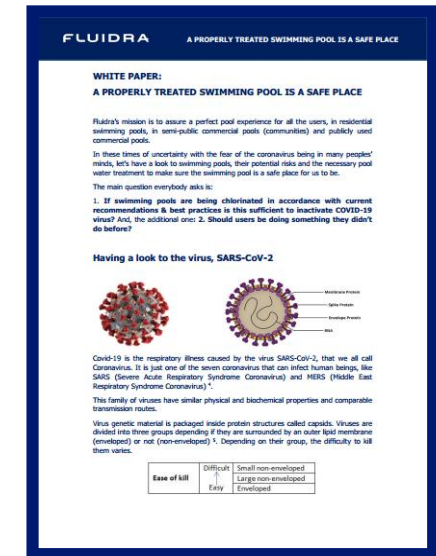 FLUIDRA
A PROPERLY TREATED SWIMMING POOL IS A SAFE PLACE
WHITE PAPER:
A PROPERLY TREATED SWIMMING POOL IS A SAFE PLACE
Fluidra's mission is to assure a perfect pool experience for all the users, in residential
swimming pools, in semi-public commercial pools (communities) and publicly used
commercial pools.
In these times of uncertainty with the fear of the coronavirus being in many peoples'
minds, let's have a look to swimming pools, their potential risks and the necessary pool
water treatment to make sure the swimming pool is a safe place for us to be.
The main question everybody asks is:
1. If swimming pools are being chlorinated in accordance with current
recommendations & best practices is this sufficient to inactivate COVID-19
virus? And, the additional one: 2. Should users be doing something they didn't
do before?
Having a look to the virus, SARS-CoV-2
Membrane Protein
Spike Protein
Envelope Protein
RNA
Covid-19 is the respiratory illness caused by the virus SARS-CoV-2, that we all call
Coronavirus. It is just one of the seven coronavirus that can infect human beings, like
SARS (Severe Acute Respiratory Syndrome Coronavirus) and MERS (Middle East
Respiratory Syndrome Coronavirus) 4.
This family of viruses have similar physical and biochemical properties and comparable
transmission routes.
Virus genetic material is packaged inside protein structures called capsids. Viruses are
divided into three groups depending if they are surrounded by an outer lipid membrane
(enveloped) or not (non-enveloped) 5. Depending on their group, the difficulty to kill
them varies.
Ease of kill
Difficult Small non-enveloped
Large non-enveloped
Easy Enveloped